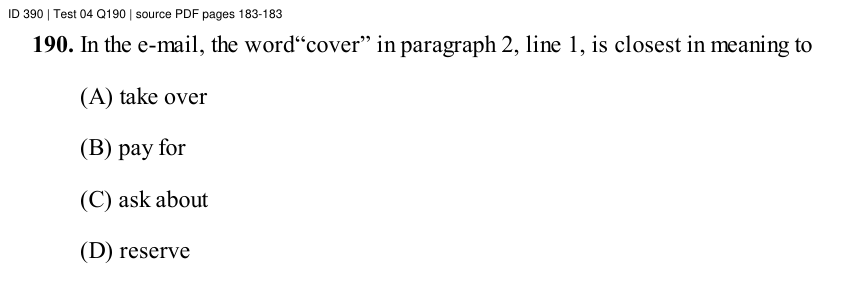 ID 390 | Test 04 Q190 | source PDF pages 183-183
190. In the e-mail, the word“cover” in paragraph 2, line 1, is closest in meaning to
(A) take over
(B) pay for
(C) ask about
(D) reserve